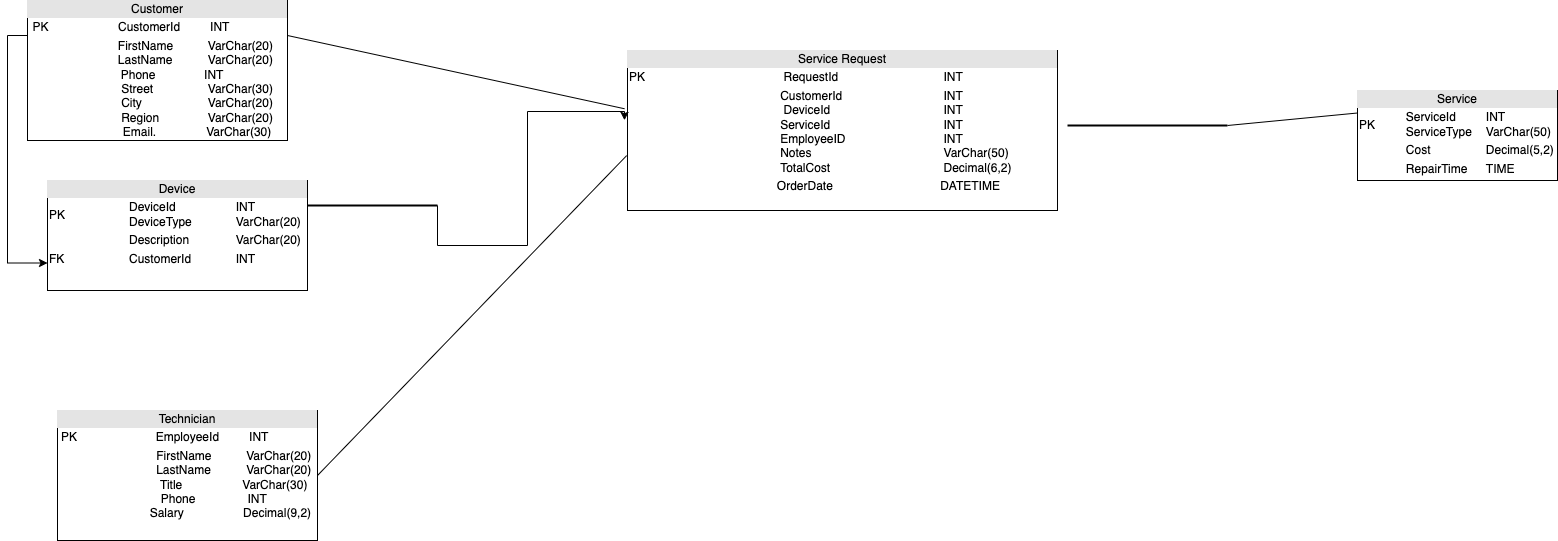 Customer
PK CustomerId INT
FirstName VarChar(20)
LastName VarChar(20)
Phone INT
Street VarChar(30)
City VarChar(20)
Region VarChar(20)
Email. VarChar(30)
Device
PK DeviceId INT
DeviceType VarChar(20)
Description VarChar(20)
FK CustomerId INT
Technician
PK EmployeeId INT
FirstName VarChar(20)
LastName VarChar(20)
Title VarChar(30)
Phone INT
Salary Decimal(9,2)
Service Request
PK RequestId INT
CustomerId INT
DeviceId INT
ServiceId INT
EmployeeID INT
Notes VarChar(50)
TotalCost Decimal(6,2)
OrderDate DATETIME
Service
PK ServiceId INT
ServiceType VarChar(50)
Cost Decimal(5,2)
RepairTime TIME